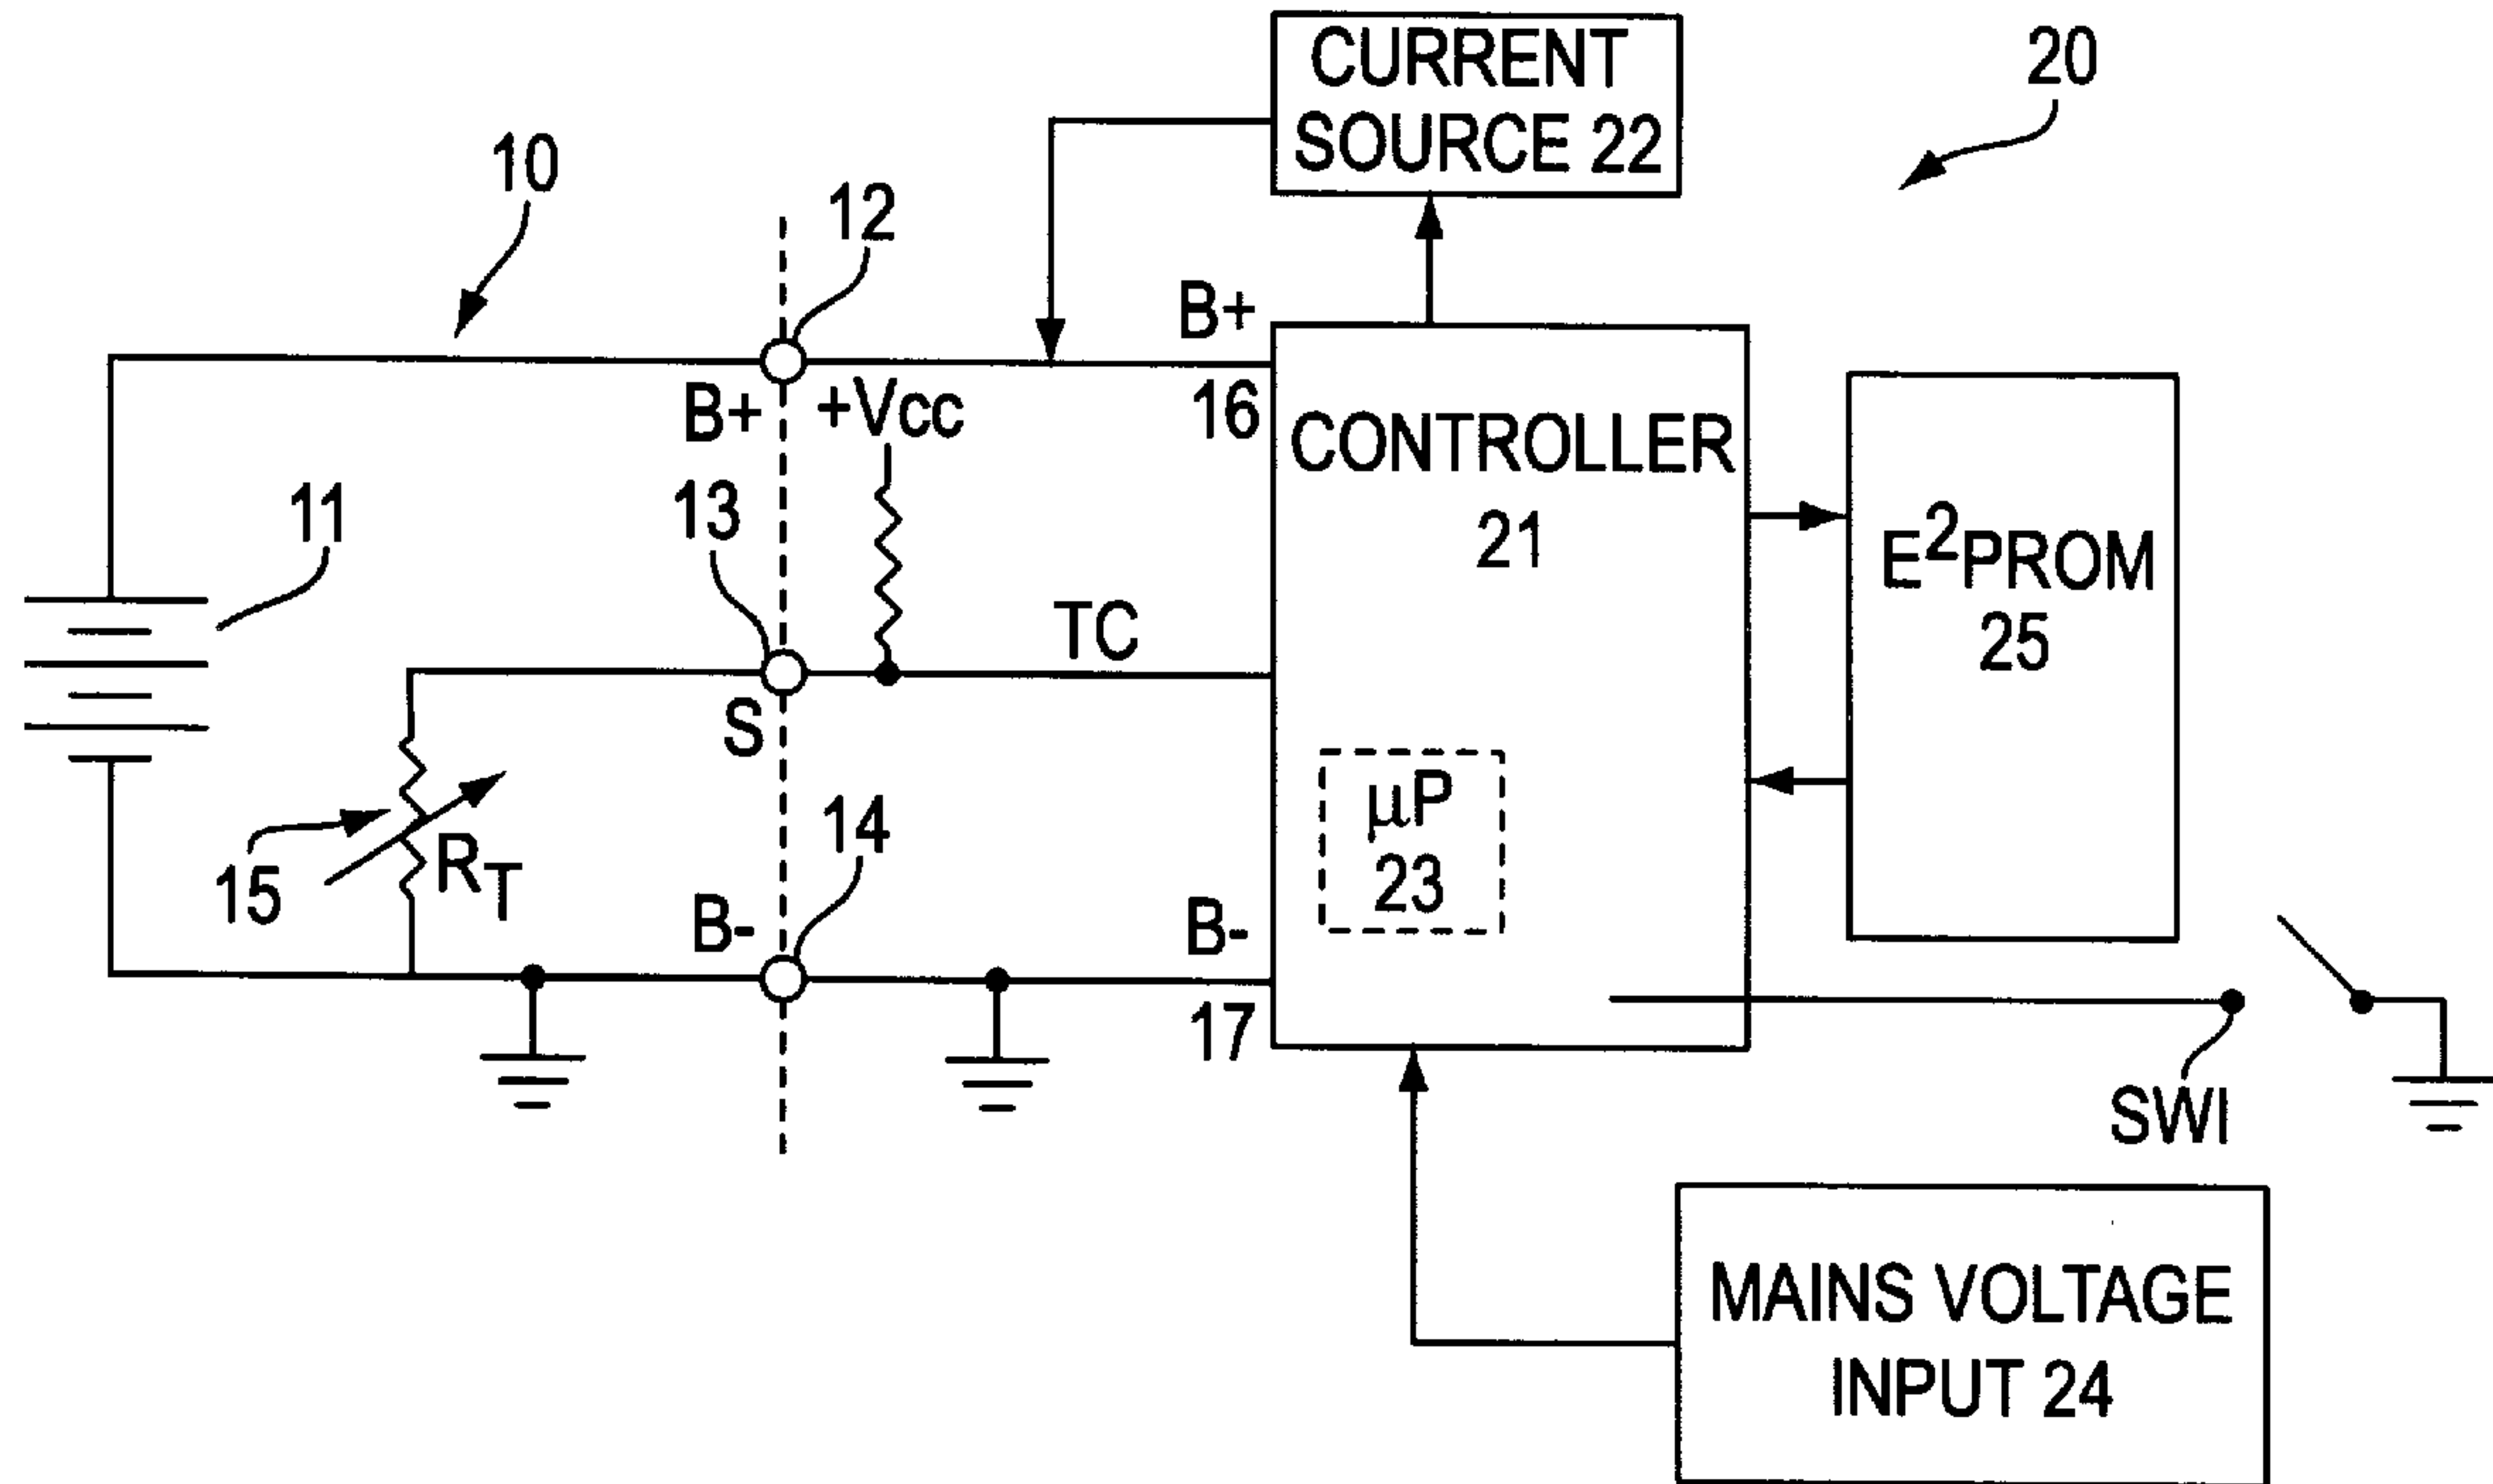 CURRENT
SOURCE 22
20
10
12
B+
16
B+
+Vcc
CONTROLLER
21
11
13
TC
E²PROM
25
S
µP
23
15
RT
14
B-
B-
17
SWI
MAINS VOLTAGE
INPUT 24